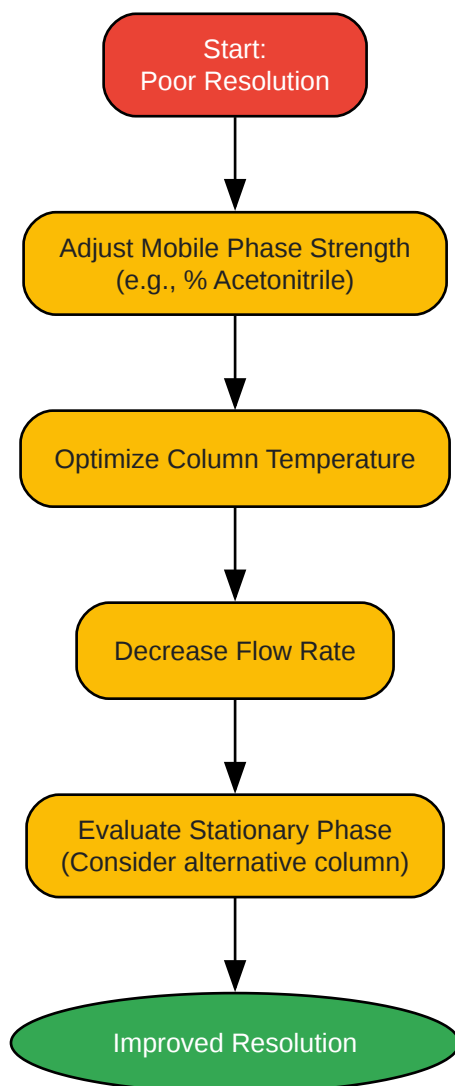 Start:
Poor Resolution
Adjust Mobile Phase Strength
(e.g., % Acetonitrile)
Optimize Column Temperature
Decrease Flow Rate
Evaluate Stationary Phase
(Consider alternative column)
Improved Resolution